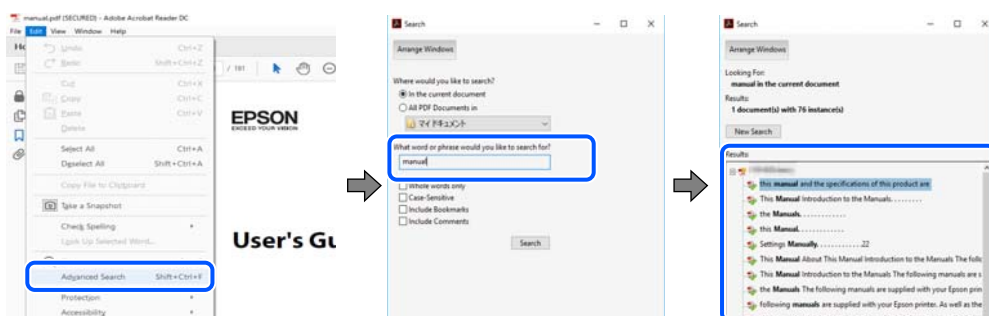 manual.pdf (SECURED) - Adobe Acrobat Reader DC
File Edit View Window Help
Undo Ctrl+Z
Redo Shift+Ctrl+Z
Cut Ctrl+X
Copy Ctrl+C
Paste Ctrl+V
Delete
Select All Ctrl+A
Deselect All Shift+Ctrl+A
Copy File to Clipboard
Take a Snapshot
Check Spelling
Look Up Selected Word...
Advanced Search Shift+Ctrl+F
Protection
Accessibility
/ 181
EPSON
EXCEED YOUR VISION
User's Gu
Search
Arrange Windows
Where would you like to search?
In the current document
All PDF Documents in
マイドキュメント
What word or phrase would you like to search for?
manual
Whole words only
Case-Sensitive
Include Bookmarks
Include Comments
Search
Search
Arrange Windows
Looking For:
manual in the current document
Results:
1 document(s) with 76 instance(s)
New Search
Results:
this manual and the specifications of this product are
This Manual Introduction to the Manuals. . . . . . . . .
the Manuals. . . . . . . . . . . . .
this Manual. . . . . . . . . . . . .
Settings Manually. . . . . . . . . . . . .22
This Manual About This Manual Introduction to the Manuals The follo
This Manual Introduction to the Manuals The following manuals are s
the Manuals The following manuals are supplied with your Epson prin
following manuals are supplied with your Epson printer. As well as the